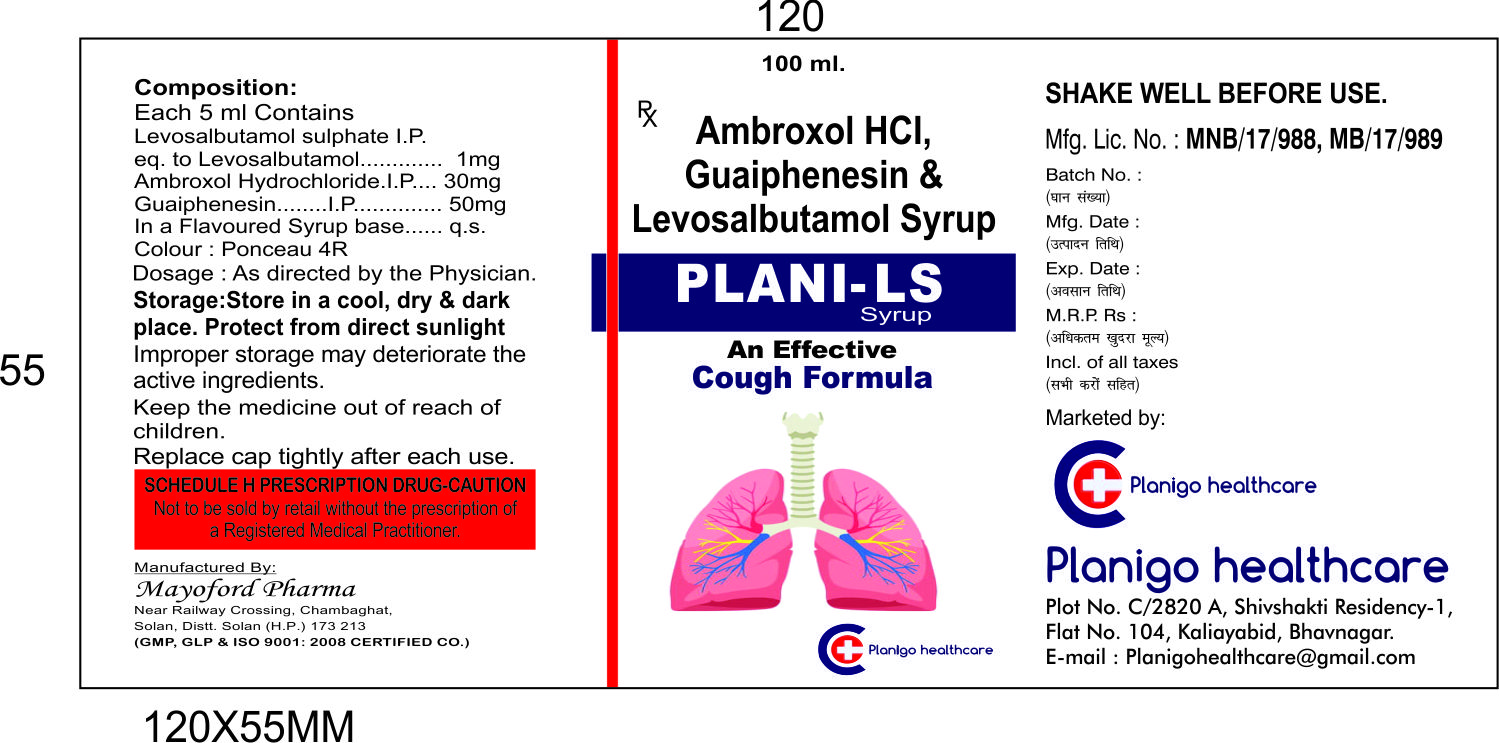 120
55
120X55MM
Composition:
Each 5 ml Contains
Levosalbutamol sulphate I.P.
eq. to Levosalbutamol............. 1mg
Ambroxol Hydrochloride.I.P.... 30mg
Guaiphenesin........I.P............. 50mg
In a Flavoured Syrup base...... q.s.
Colour : Ponceau 4R
Dosage : As directed by the Physician.
Storage:Store in a cool, dry & dark
place. Protect from direct sunlight
Improper storage may deteriorate the
active ingredients.
Keep the medicine out of reach of
children.
Replace cap tightly after each use.
SCHEDULE H PRESCRIPTION DRUG-CAUTION
Not to be sold by retail without the prescription of
a Registered Medical Practitioner.
Manufactured By:
Mayoford Pharma
Near Railway Crossing, Chambaghat,
Solan, Distt. Solan (H.P.) 173 213
(GMP, GLP & ISO 9001: 2008 CERTIFIED CO.)
100 ml.
Rx
Ambroxol HCl,
Guaiphenesin &
Levosalbutamol Syrup
PLANI-LS
Syrup
An Effective
Cough Formula
Planigo healthcare
SHAKE WELL BEFORE USE.
Mfg. Lic. No. : MNB/17/988, MB/17/989
Batch No. :
(घान संख्या)
Mfg. Date :
(उत्पादन तिथि)
Exp. Date :
(अवसान तिथि)
M.R.P. Rs :
(अधिकतम खुदरा मूल्य)
Incl. of all taxes
(सभी करों सहित)
Marketed by:
Planigo healthcare
Planigo healthcare
Plot No. C/2820 A, Shivshakti Residency-1,
Flat No. 104, Kaliayabid, Bhavnagar.
E-mail : Planigohealthcare@gmail.com